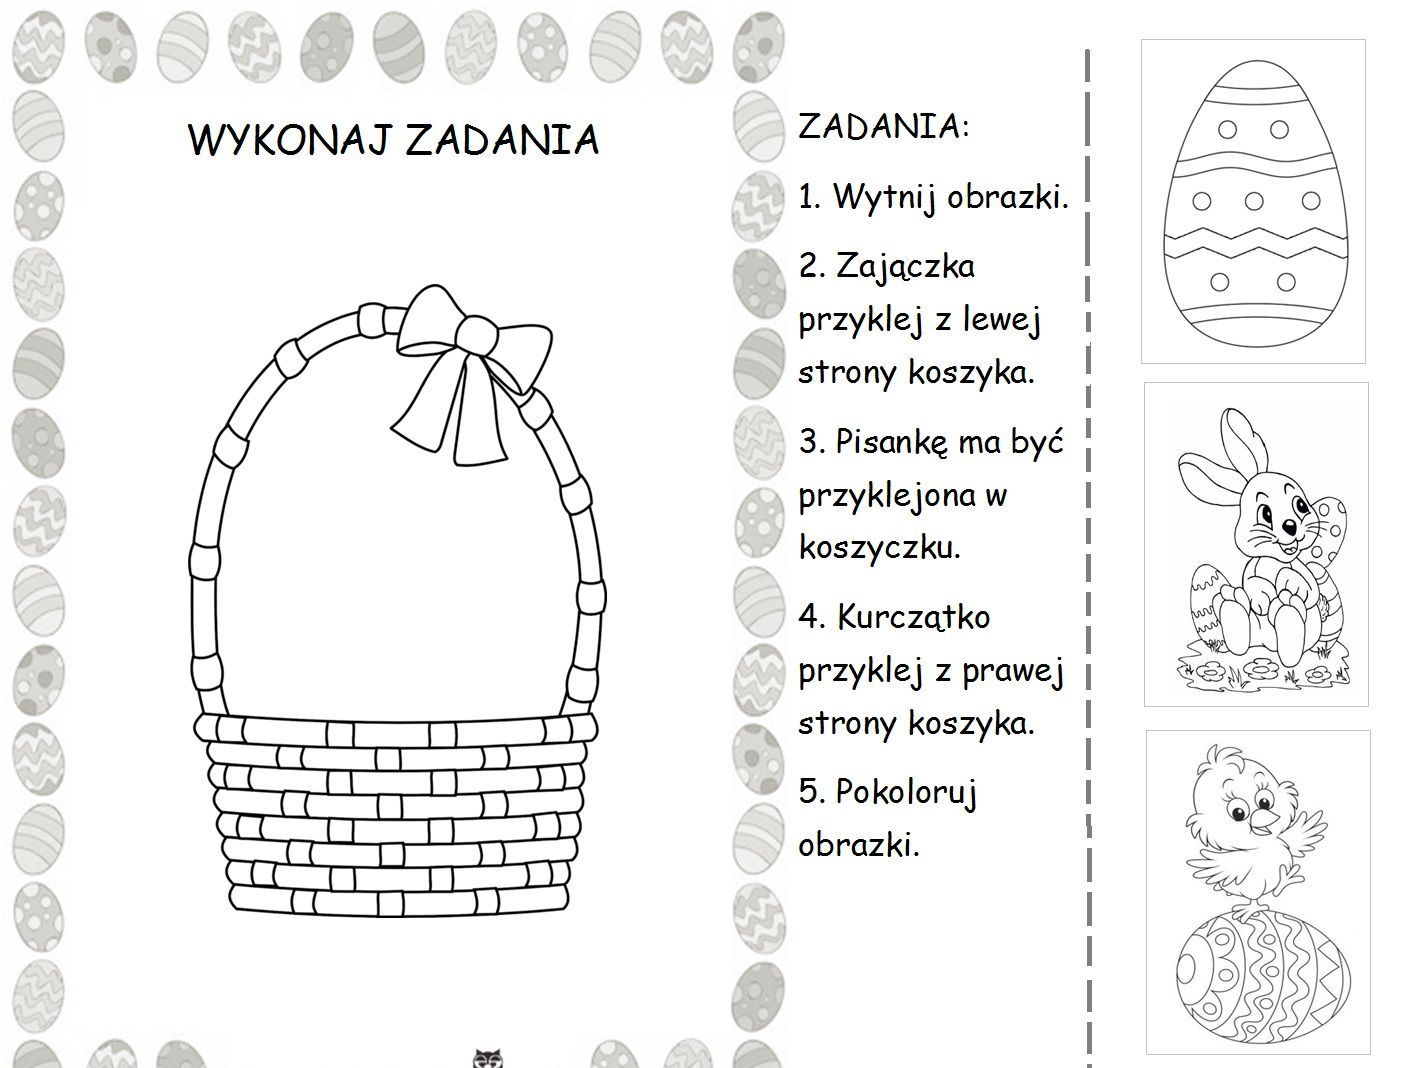 WYKONAJ ZADANIA
ZADANIA:
1. Wytnij obrazki.
2. Zajączka
przyklej z lewej
strony koszyka.
3. Pisankę ma być
przyklejona w
koszyczku.
4. Kurczątko
przyklej z prawej
strony koszyka.
5. Pokoloruj
obrazki.